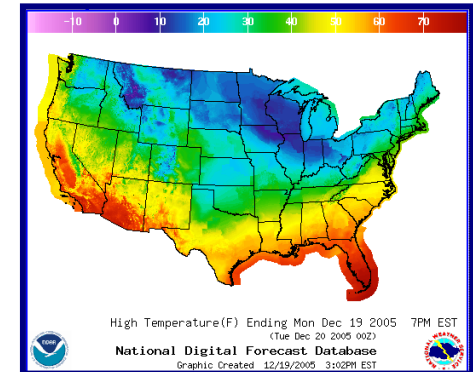 -10 0 10 20 30 40 50 60 70
High Temperature(F) Ending Mon Dec 19 2005 7PM EST
(Tue Dec 20 2005 00Z)
National Digital Forecast Database
Graphic Created 12/19/2005 3:02PM EST
noaa